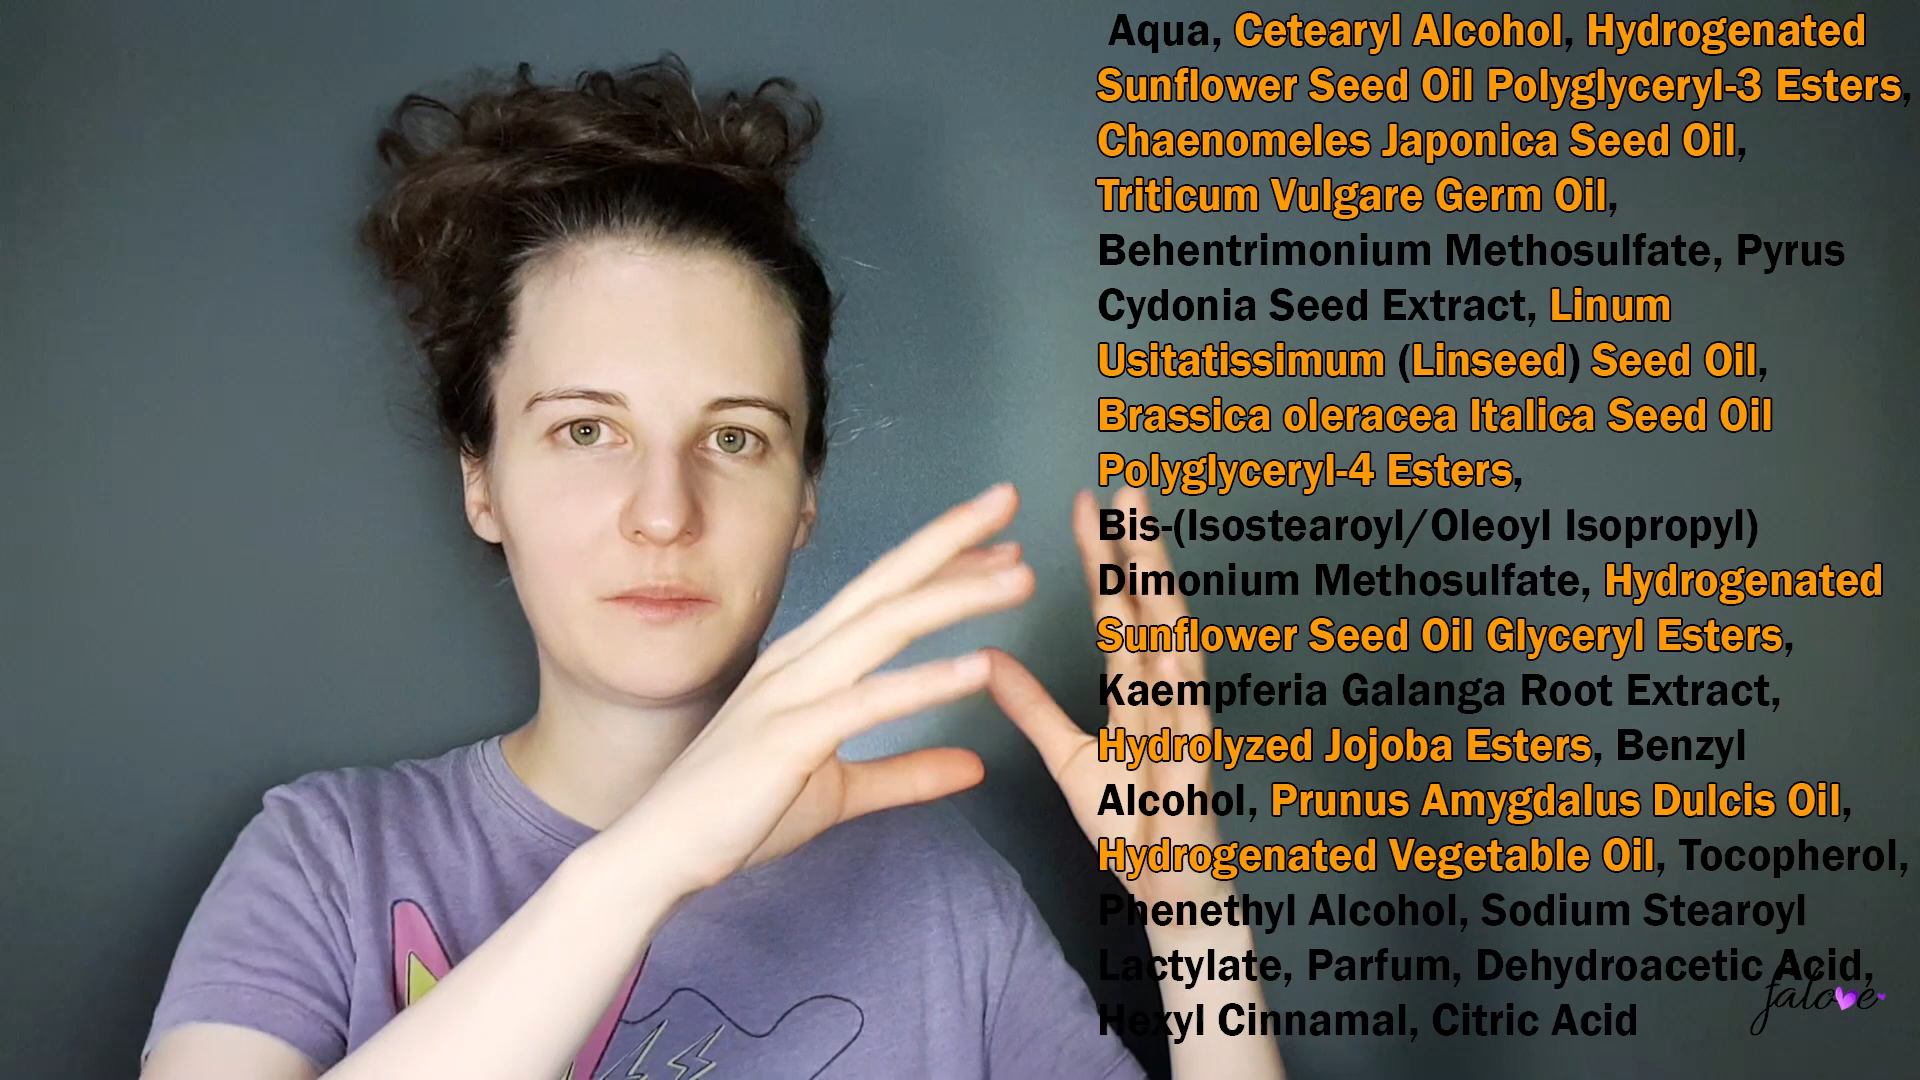 Aqua, Cetearyl Alcohol, Hydrogenated
Sunflower Seed Oil Polyglyceryl-3 Esters,
Chaenomeles Japonica Seed Oil,
Triticum Vulgare Germ Oil,
Behentrimonium Methosulfate, Pyrus
Cydonia Seed Extract, Linum
Usitatissimum (Linseed) Seed Oil,
Brassica oleracea Italica Seed Oil
Polyglyceryl-4 Esters,
Bis-(Isostearoyl/Oleoyl Isopropyl)
Dimonium Methosulfate, Hydrogenated
Sunflower Seed Oil Glyceryl Esters,
Kaempferia Galanga Root Extract,
Hydrolyzed Jojoba Esters, Benzyl
Alcohol, Prunus Amygdalus Dulcis Oil,
Hydrogenated Vegetable Oil, Tocopherol,
Phenethyl Alcohol, Sodium Stearoyl
Lactylate, Parfum, Dehydroacetic Acid,
Hexyl Cinnamal, Citric Acid
falove